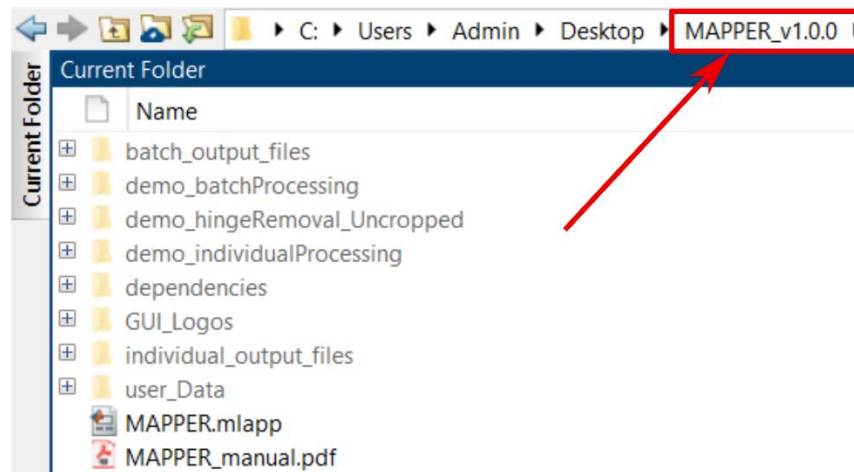 C: Users Admin Desktop MAPPER_v1.0.0
Current Folder
Current Folder
Name
batch_output_files
demo_batchProcessing
demo_hingeRemoval_Uncropped
demo_individualProcessing
dependencies
GUI_Logos
individual_output_files
user_Data
MAPPER.mlapp
MAPPER_manual.pdf